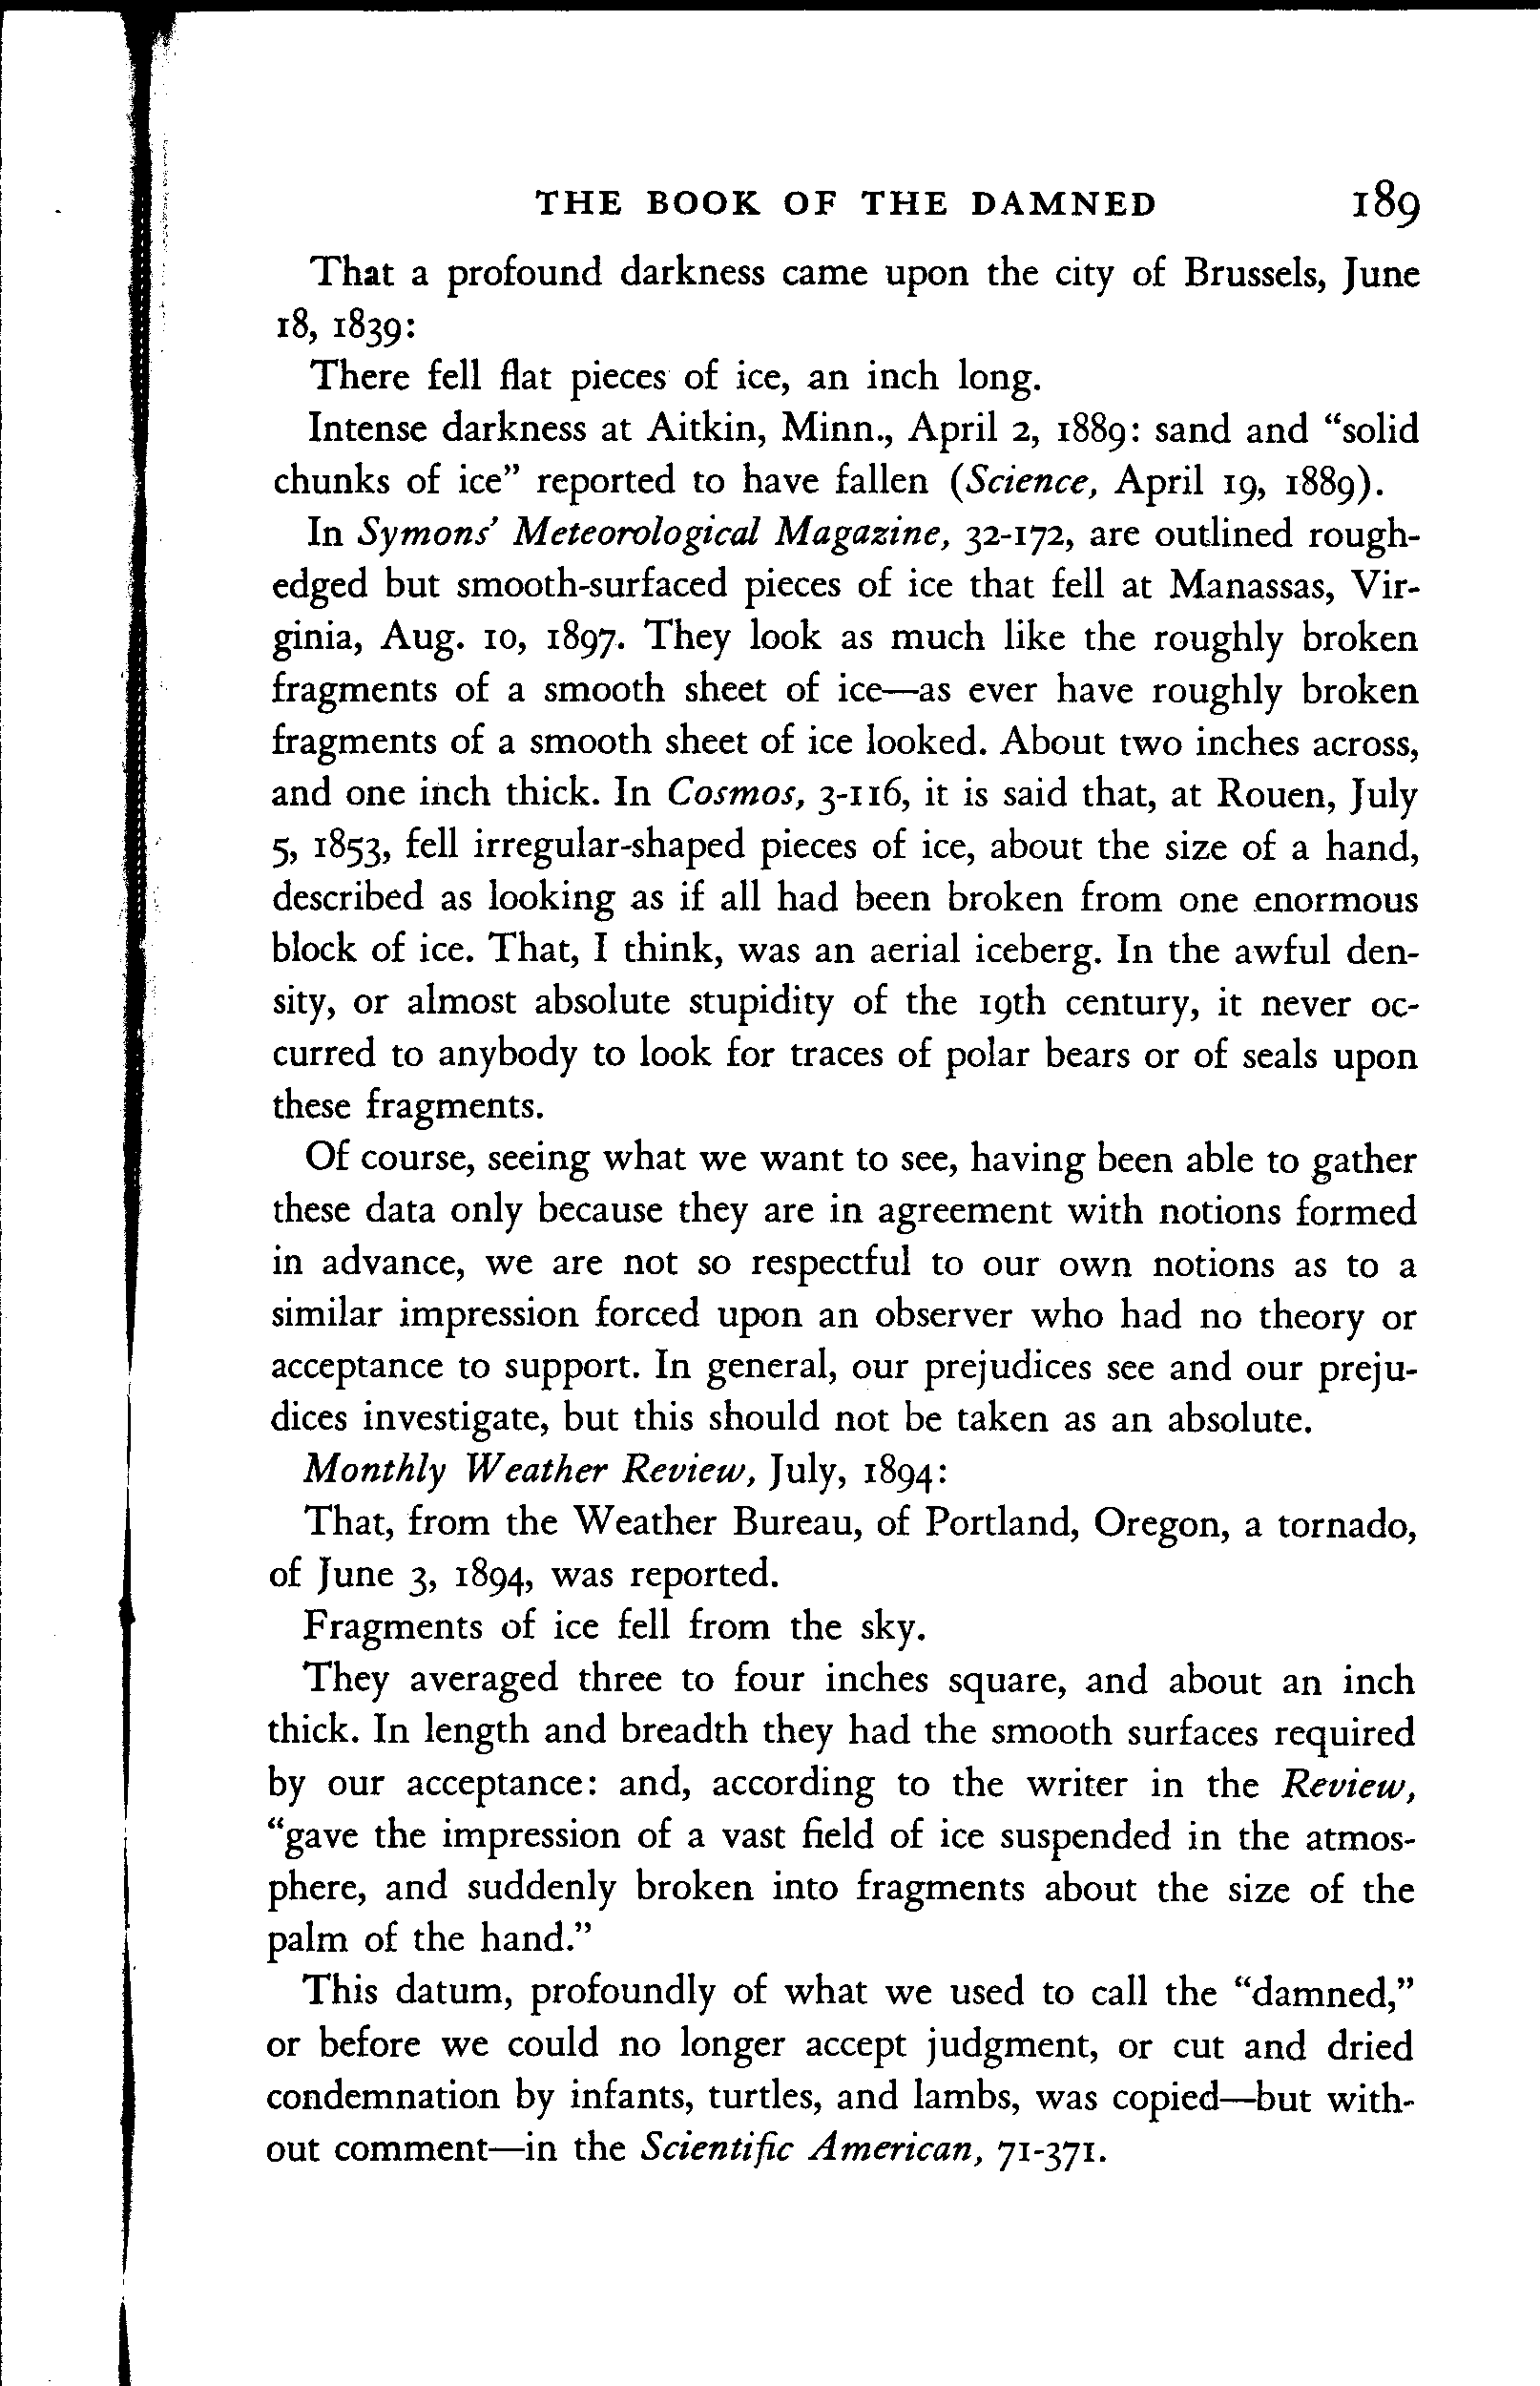 THE BOOK OF THE DAMNED 189
That a profound darkness came upon the city of Brussels, June
18, 1839:
There fell flat pieces of ice, an inch long.
Intense darkness at Aitkin, Minn., April 2, 1889: sand and “solid
chunks of ice” reported to have fallen (Science, April 19, 1889).
In Symons’ Meteorological Magazine, 32-172, are outlined rough-
edged but smooth-surfaced pieces of ice that fell at Manassas, Vir-
ginia, Aug. 10, 1897. They look as much like the roughly broken
fragments of a smooth sheet of ice—as ever have roughly broken
fragments of a smooth sheet of ice looked. About two inches across,
and one inch thick. In Cosmos, 3-116, it is said that, at Rouen, July
5, 1853, fell irregular-shaped pieces of ice, about the size of a hand,
described as looking as if all had been broken from one enormous
block of ice. That, I think, was an aerial iceberg. In the awful den-
sity, or almost absolute stupidity of the 19th century, it never oc-
curred to anybody to look for traces of polar bears or of seals upon
these fragments.
Of course, seeing what we want to see, having been able to gather
these data only because they are in agreement with notions formed
in advance, we are not so respectful to our own notions as to a
similar impression forced upon an observer who had no theory or
acceptance to support. In general, our prejudices see and our preju-
dices investigate, but this should not be taken as an absolute.
Monthly Weather Review, July, 1894:
That, from the Weather Bureau, of Portland, Oregon, a tornado,
of June 3, 1894, was reported.
Fragments of ice fell from the sky.
They averaged three to four inches square, and about an inch
thick. In length and breadth they had the smooth surfaces required
by our acceptance: and, according to the writer in the Review,
“gave the impression of a vast field of ice suspended in the atmos-
phere, and suddenly broken into fragments about the size of the
palm of the hand.”
This datum, profoundly of what we used to call the “damned,”
or before we could no longer accept judgment, or cut and dried
condemnation by infants, turtles, and lambs, was copied—but with-
out comment—in the Scientific American, 71-371.